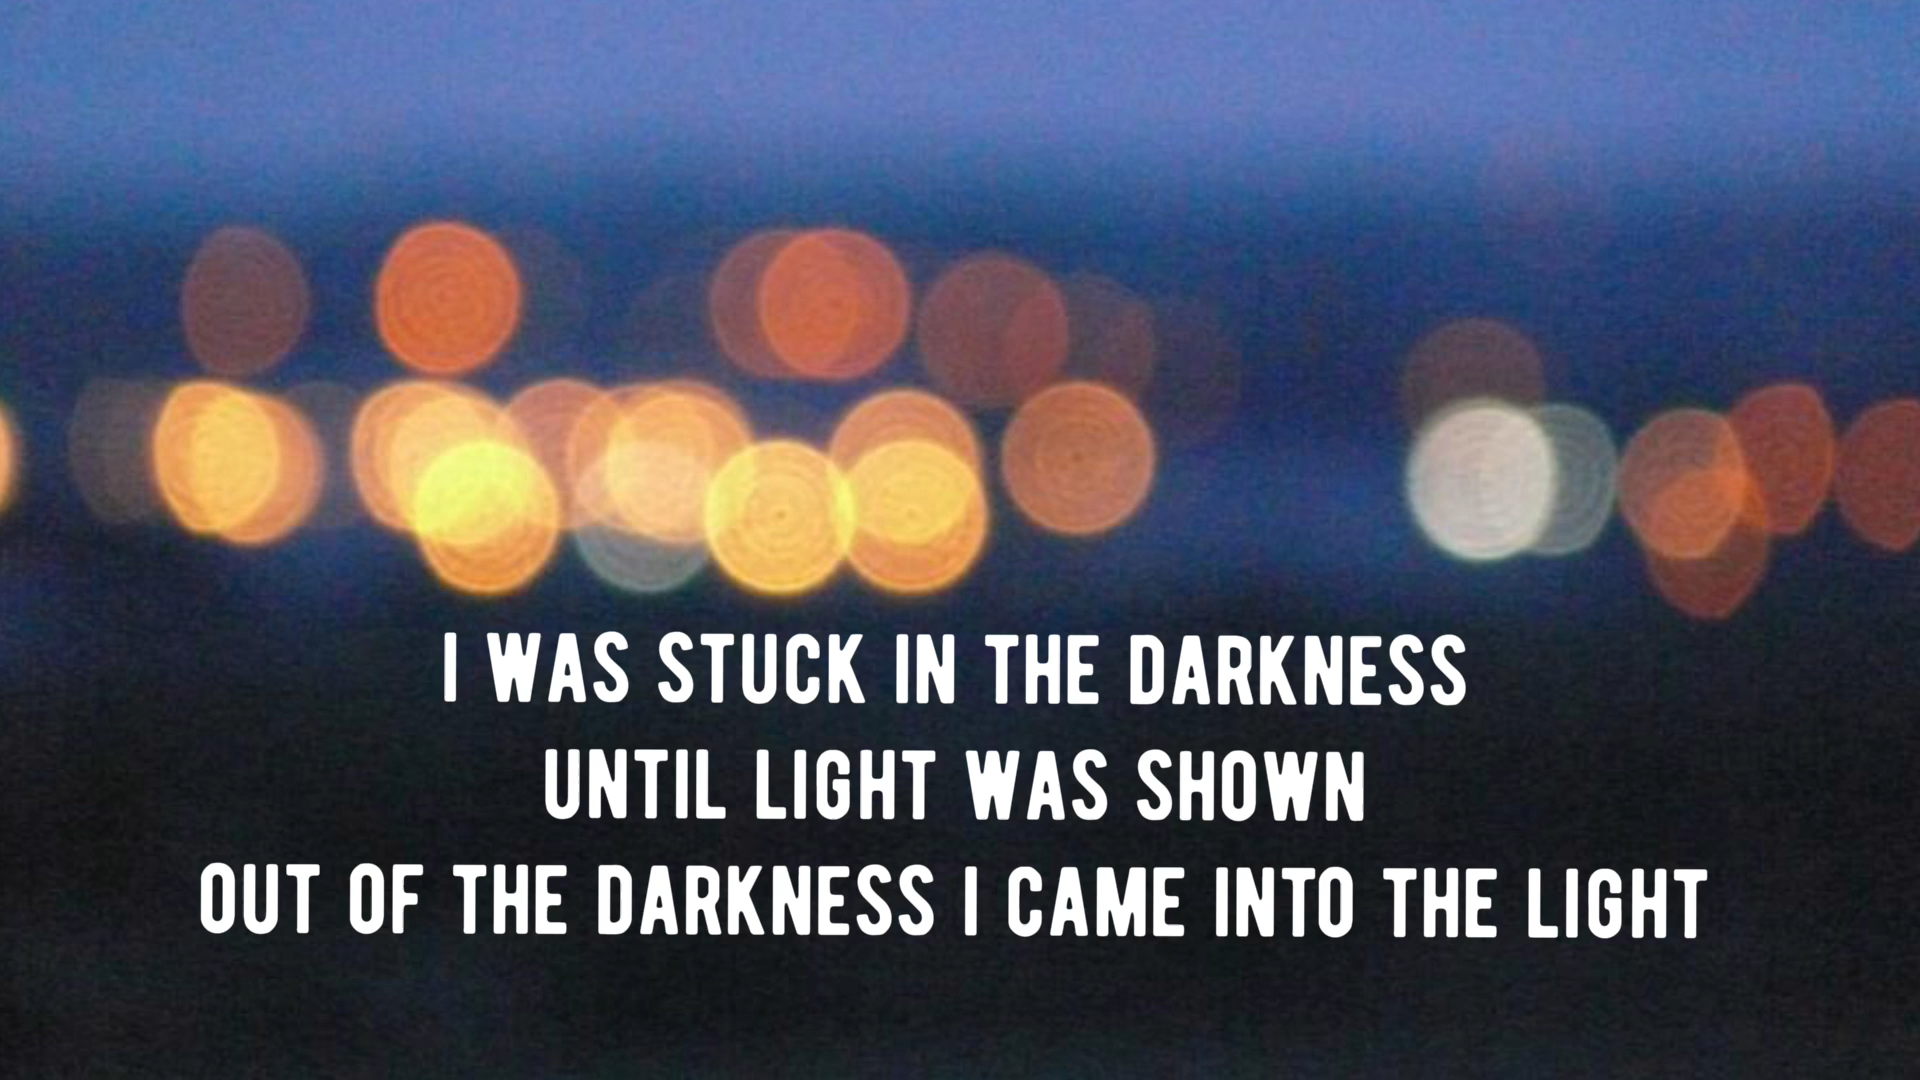 I WAS STUCK IN THE DARKNESS
UNTIL LIGHT WAS SHOWN
OUT OF THE DARKNESS I CAME INTO THE LIGHT